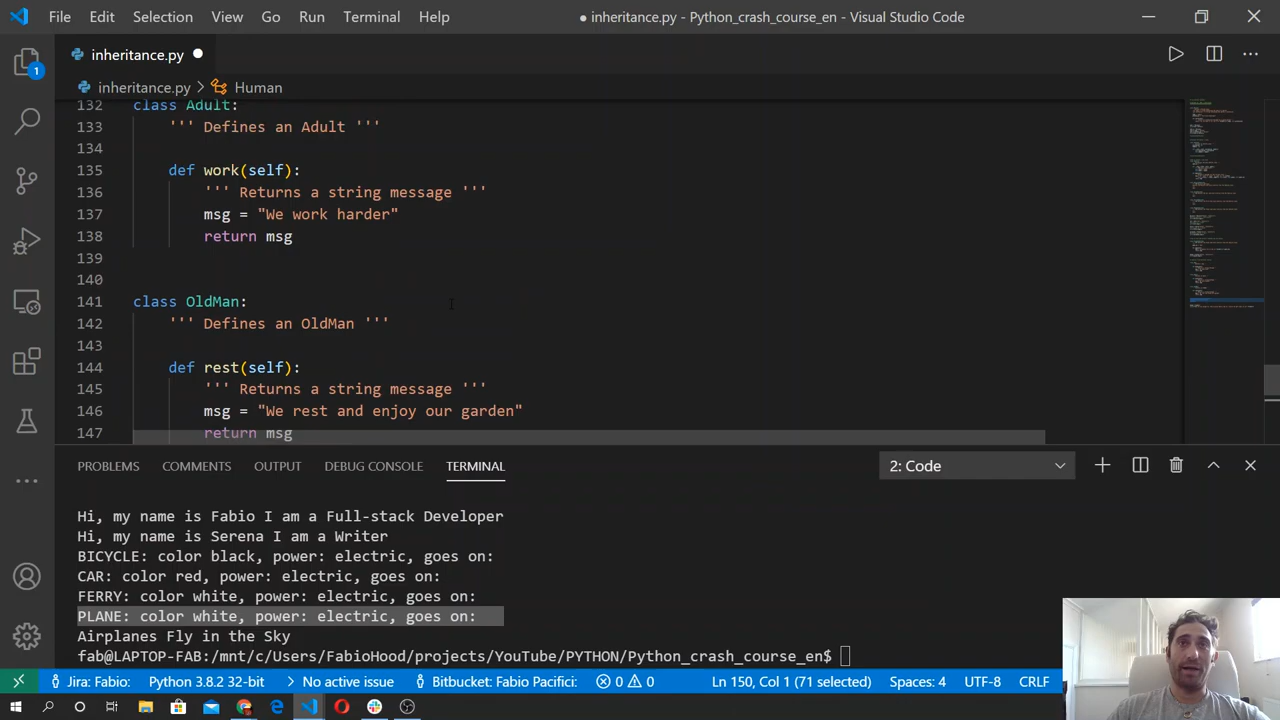 File Edit Selection View Go Run Terminal Help ● inheritance.py - Python_crash_course_en - Visual Studio Code
inheritance.py ●
inheritance.py > Human
1
132 class Adult:
133 ''' Defines an Adult '''
134
135 def work(self):
136 ''' Returns a string message '''
137 msg = "We work harder"
138 return msg
139
140
141 class OldMan:
142 ''' Defines an OldMan '''
143
144 def rest(self):
145 ''' Returns a string message '''
146 msg = "We rest and enjoy our garden"
147 return msg
PROBLEMS COMMENTS OUTPUT DEBUG CONSOLE TERMINAL 2: Code
Hi, my name is Fabio I am a Full-stack Developer
Hi, my name is Serena I am a Writer
BICYCLE: color black, power: electric, goes on:
CAR: color red, power: electric, goes on:
FERRY: color white, power: electric, goes on:
PLANE: color white, power: electric, goes on:
Airplanes Fly in the Sky
fab@LAPTOP-FAB:/mnt/c/Users/FabioHood/projects/YouTube/PYTHON/Python_crash_course_en$
Jira: Fabio: Python 3.8.2 32-bit > No active issue Bitbucket: Fabio Pacifici: 0 0 Ln 150, Col 1 (71 selected) Spaces: 4 UTF-8 CRLF